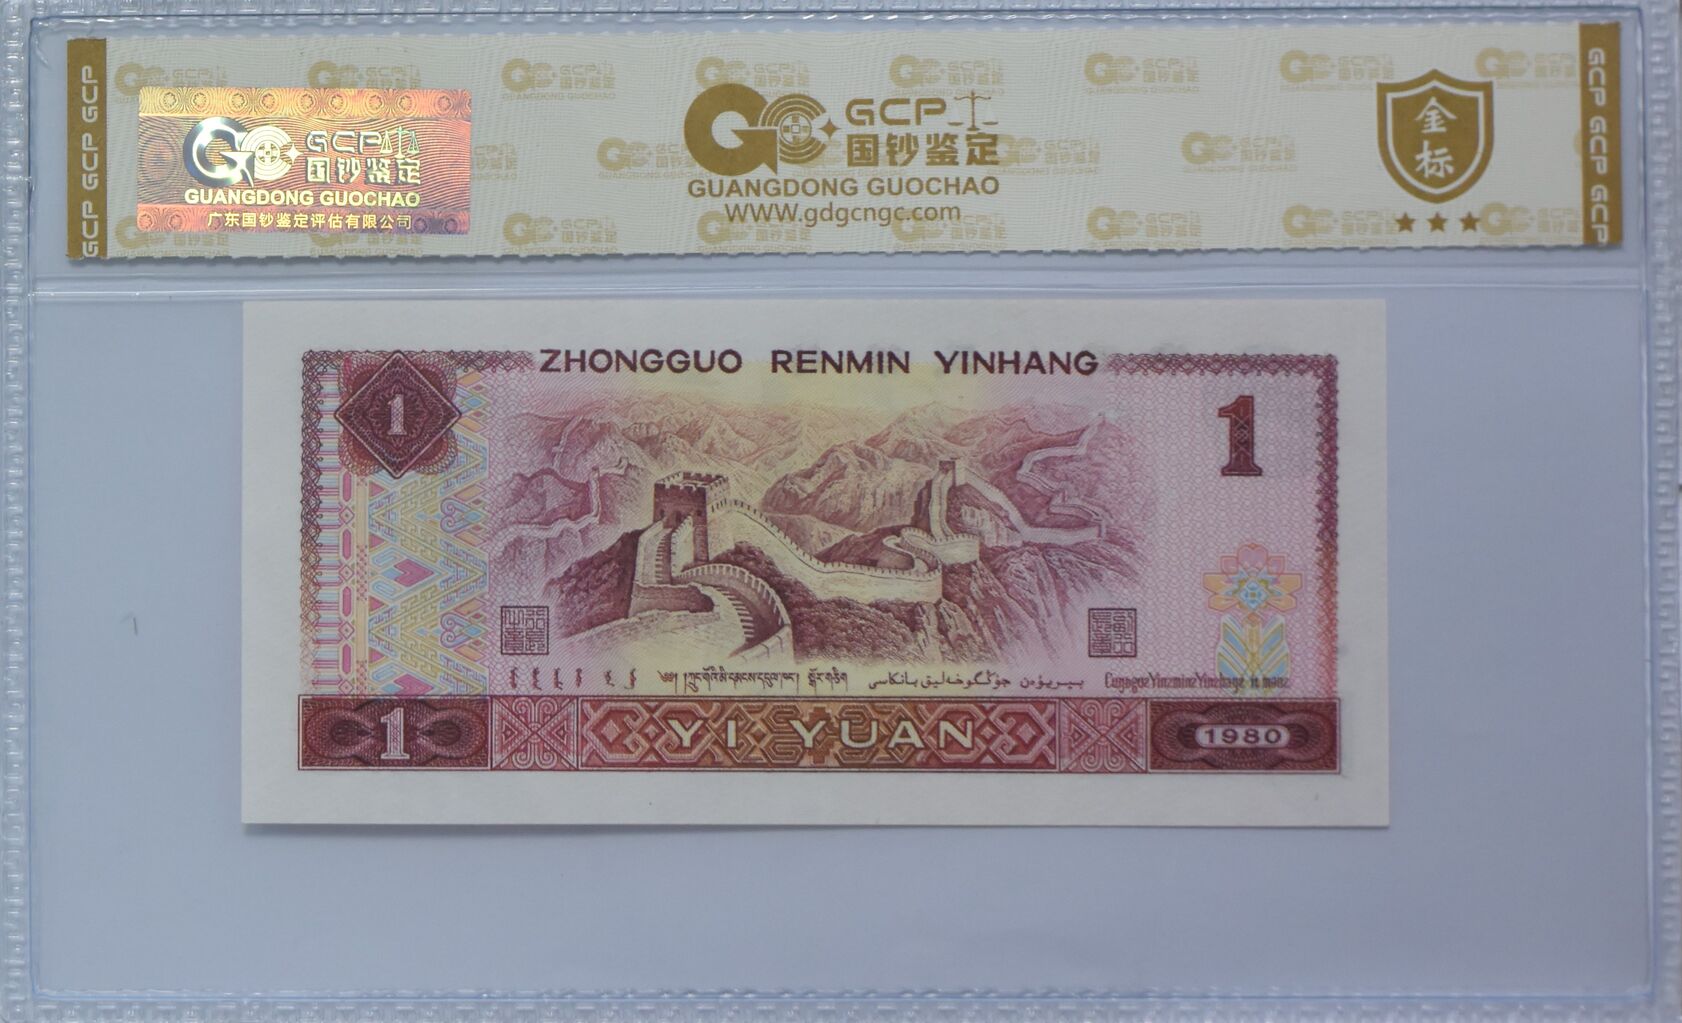 GCP GCP GCP
GCP 国钞鉴定
GUANGDONG GUOCHAO
广东国钞鉴定评估有限公司
GCP
国钞鉴定
GUANGDONG GUOCHAO
WWW.gdgcngc.com
金标
GCP GCP GCP
ZHONGGUO RENMIN YINHANG
1
1
YI YUAN
1
1980